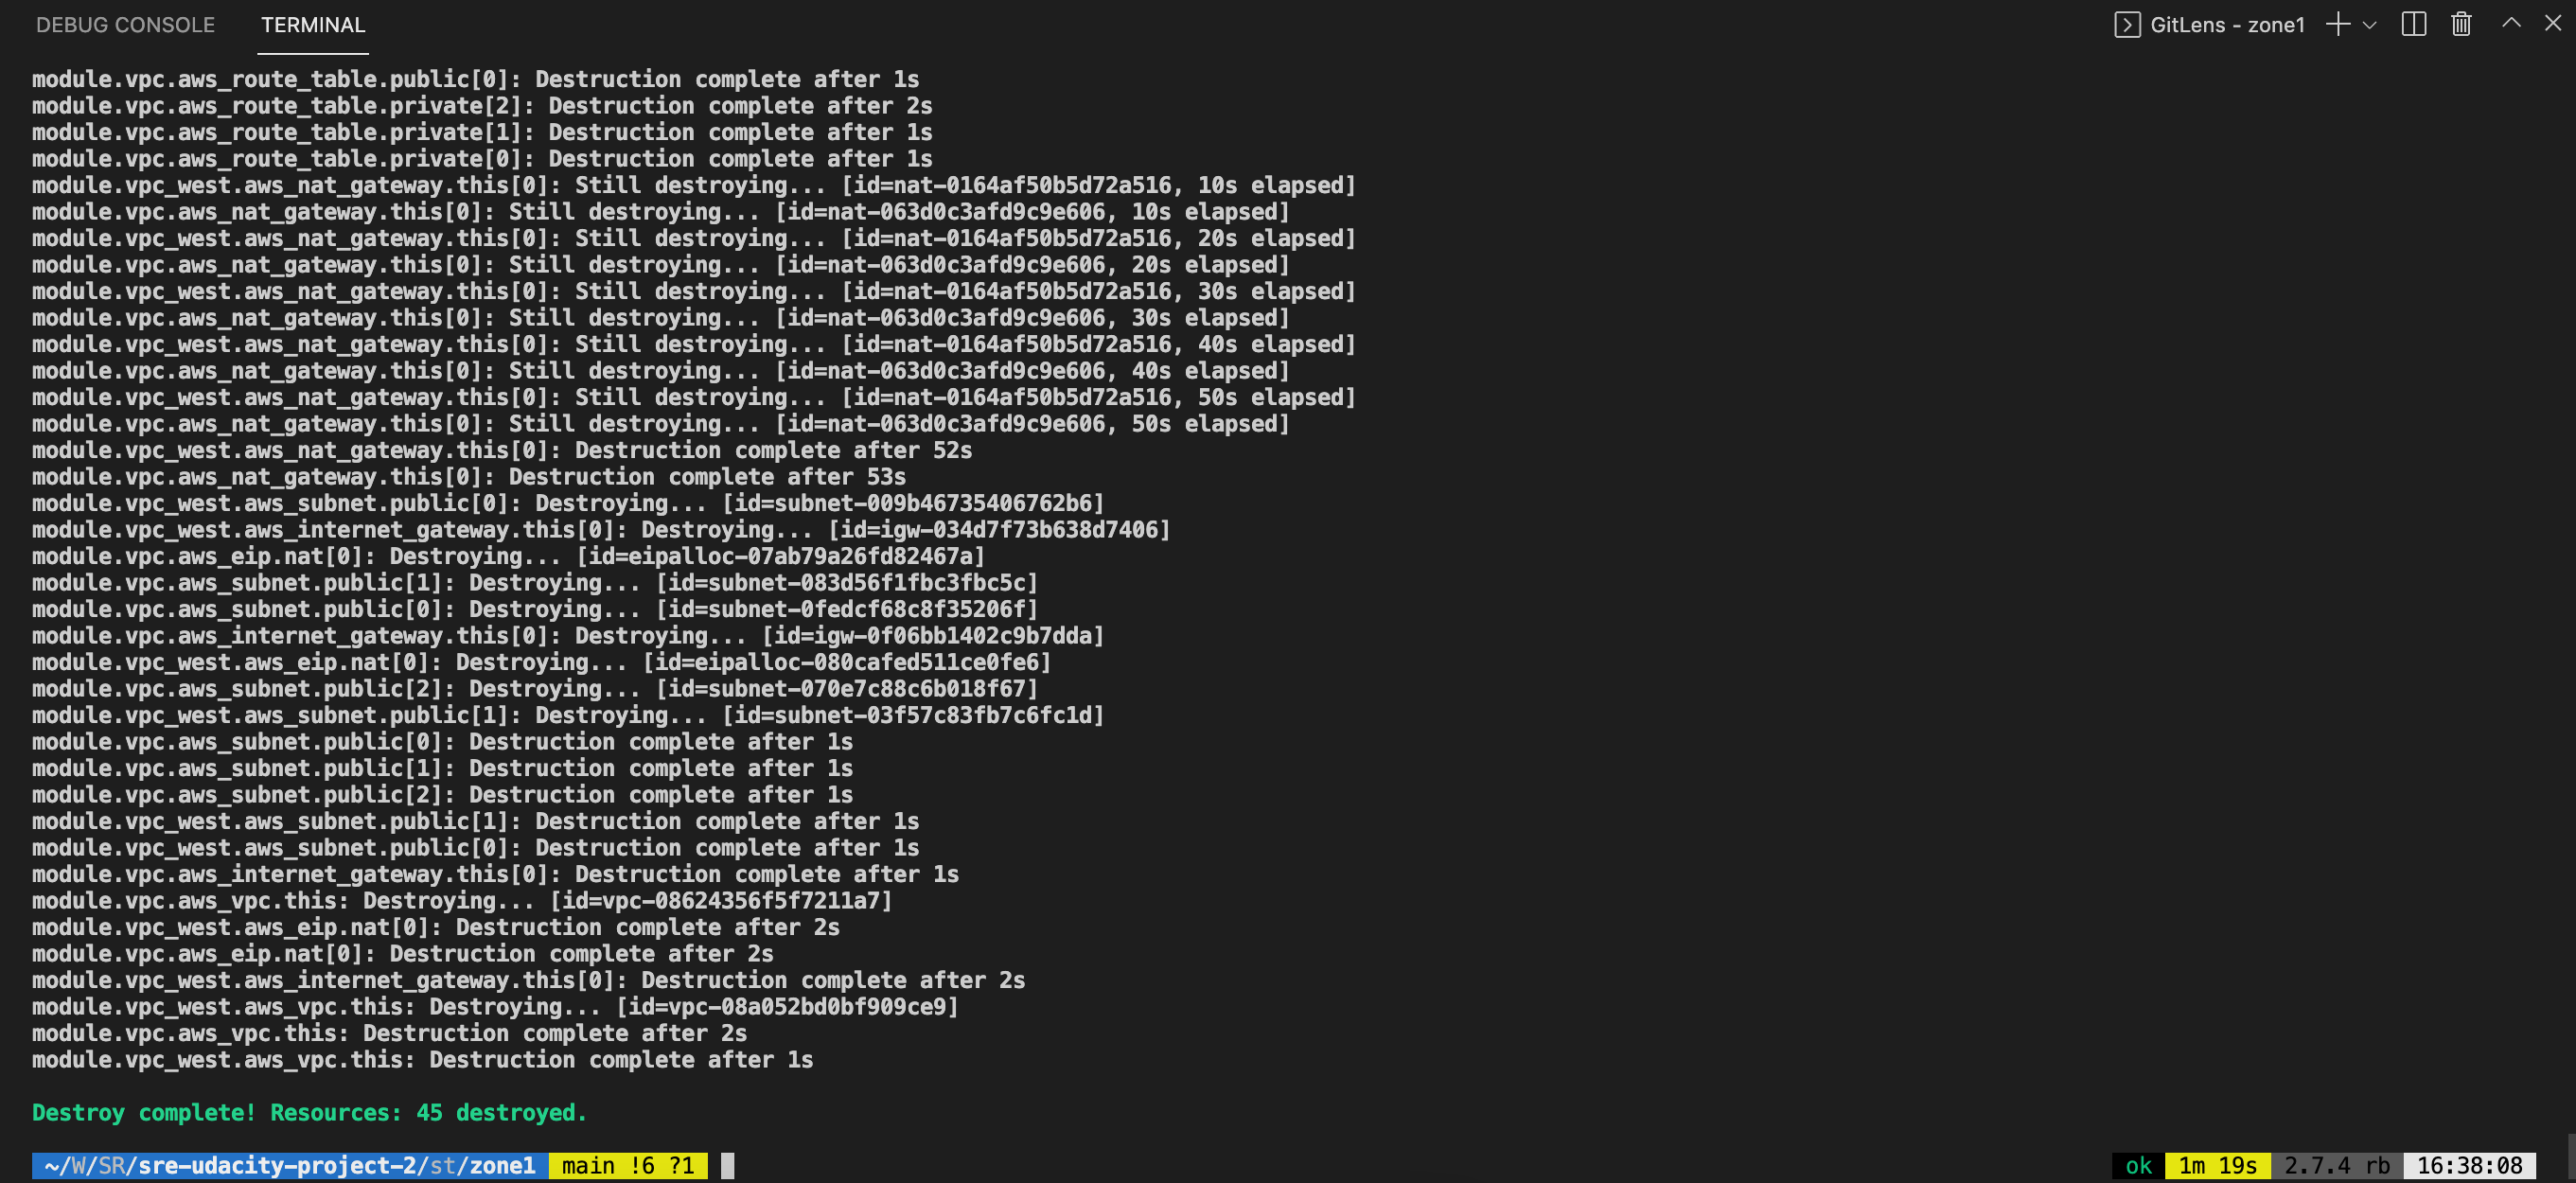 DEBUG CONSOLE TERMINAL GitLens - zone1
module.vpc.aws_route_table.public[0]: Destruction complete after 1s
module.vpc.aws_route_table.private[2]: Destruction complete after 2s
module.vpc.aws_route_table.private[1]: Destruction complete after 1s
module.vpc.aws_route_table.private[0]: Destruction complete after 1s
module.vpc_west.aws_nat_gateway.this[0]: Still destroying... [id=nat-0164af50b5d72a516, 10s elapsed]
module.vpc.aws_nat_gateway.this[0]: Still destroying... [id=nat-063d0c3afd9c9e606, 10s elapsed]
module.vpc_west.aws_nat_gateway.this[0]: Still destroying... [id=nat-0164af50b5d72a516, 20s elapsed]
module.vpc.aws_nat_gateway.this[0]: Still destroying... [id=nat-063d0c3afd9c9e606, 20s elapsed]
module.vpc_west.aws_nat_gateway.this[0]: Still destroying... [id=nat-0164af50b5d72a516, 30s elapsed]
module.vpc.aws_nat_gateway.this[0]: Still destroying... [id=nat-063d0c3afd9c9e606, 30s elapsed]
module.vpc_west.aws_nat_gateway.this[0]: Still destroying... [id=nat-0164af50b5d72a516, 40s elapsed]
module.vpc.aws_nat_gateway.this[0]: Still destroying... [id=nat-063d0c3afd9c9e606, 40s elapsed]
module.vpc_west.aws_nat_gateway.this[0]: Still destroying... [id=nat-0164af50b5d72a516, 50s elapsed]
module.vpc.aws_nat_gateway.this[0]: Still destroying... [id=nat-063d0c3afd9c9e606, 50s elapsed]
module.vpc_west.aws_nat_gateway.this[0]: Destruction complete after 52s
module.vpc.aws_nat_gateway.this[0]: Destruction complete after 53s
module.vpc_west.aws_subnet.public[0]: Destroying... [id=subnet-009b46735406762b6]
module.vpc_west.aws_internet_gateway.this[0]: Destroying... [id=igw-034d7f73b638d7406]
module.vpc.aws_eip.nat[0]: Destroying... [id=eipalloc-07ab79a26fd82467a]
module.vpc.aws_subnet.public[1]: Destroying... [id=subnet-083d56f1fbc3fbc5c]
module.vpc.aws_subnet.public[0]: Destroying... [id=subnet-0fedcf68c8f35206f]
module.vpc.aws_internet_gateway.this[0]: Destroying... [id=igw-0f06bb1402c9b7dda]
module.vpc_west.aws_eip.nat[0]: Destroying... [id=eipalloc-080cafed511ce0fe6]
module.vpc.aws_subnet.public[2]: Destroying... [id=subnet-070e7c88c6b018f67]
module.vpc_west.aws_subnet.public[1]: Destroying... [id=subnet-03f57c83fb7c6fc1d]
module.vpc.aws_subnet.public[0]: Destruction complete after 1s
module.vpc.aws_subnet.public[1]: Destruction complete after 1s
module.vpc.aws_subnet.public[2]: Destruction complete after 1s
module.vpc_west.aws_subnet.public[1]: Destruction complete after 1s
module.vpc_west.aws_subnet.public[0]: Destruction complete after 1s
module.vpc.aws_internet_gateway.this[0]: Destruction complete after 1s
module.vpc.aws_vpc.this: Destroying... [id=vpc-08624356f5f7211a7]
module.vpc_west.aws_eip.nat[0]: Destruction complete after 2s
module.vpc.aws_eip.nat[0]: Destruction complete after 2s
module.vpc_west.aws_internet_gateway.this[0]: Destruction complete after 2s
module.vpc_west.aws_vpc.this: Destroying... [id=vpc-08a052bd0bf909ce9]
module.vpc.aws_vpc.this: Destruction complete after 2s
module.vpc_west.aws_vpc.this: Destruction complete after 1s
Destroy complete! Resources: 45 destroyed.
~/W/SR/sre-udacity-project-2/st/zone1 main !6 ?1 ok 1m 19s 2.7.4 rb 16:38:08